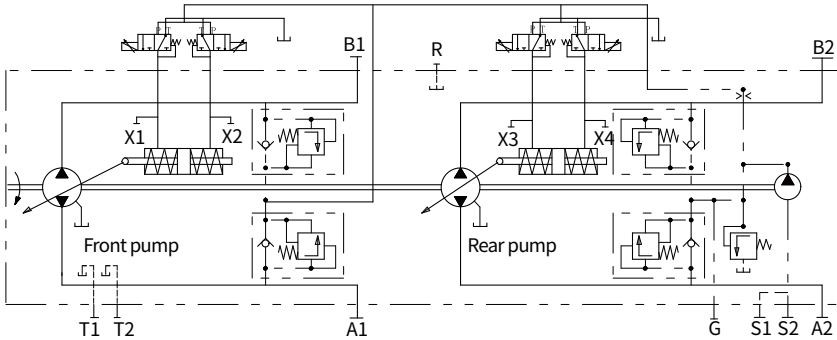 P T T P
P T T P
B1
R
B2
X1
X2
X3
X4
Front pump
Rear pump
T1
T2
A1
G
S1
S2
A2